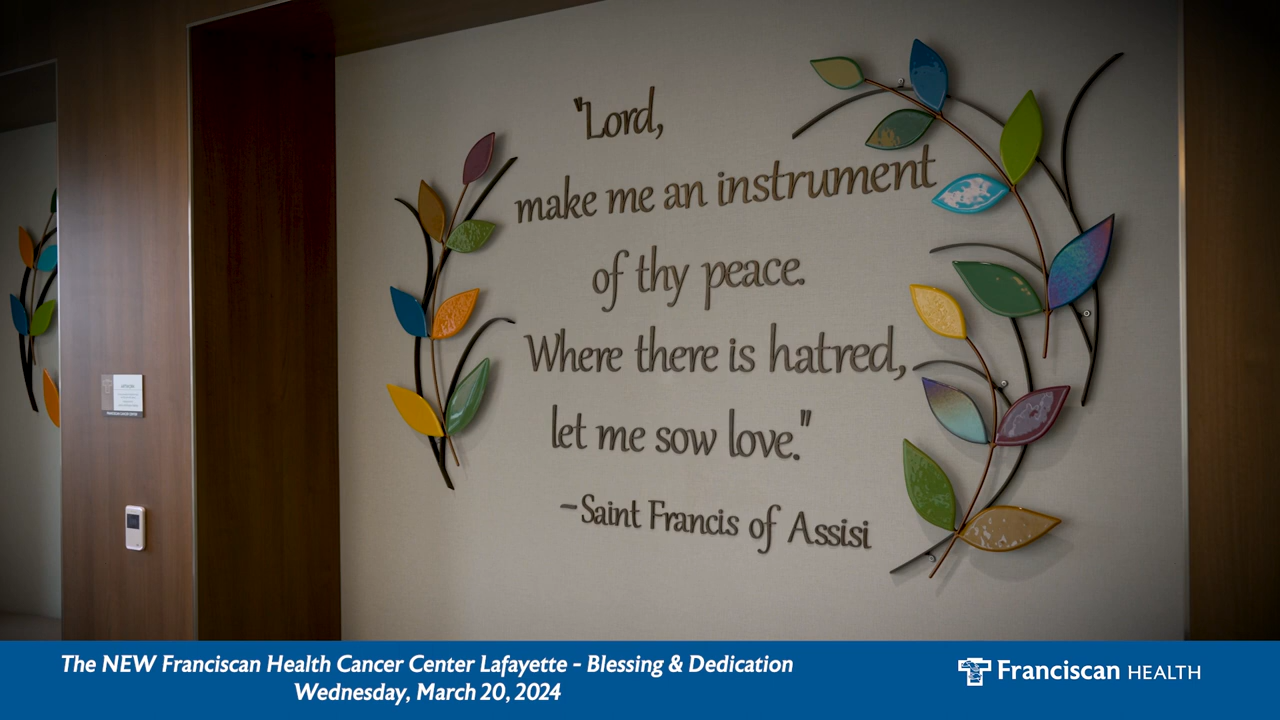 "Lord,
make me an instrument
of thy peace.
Where there is hatred,
let me sow love."
~Saint Francis of Assisi
The NEW Franciscan Health Cancer Center Lafayette - Blessing & Dedication
Wednesday, March 20, 2024
Franciscan HEALTH